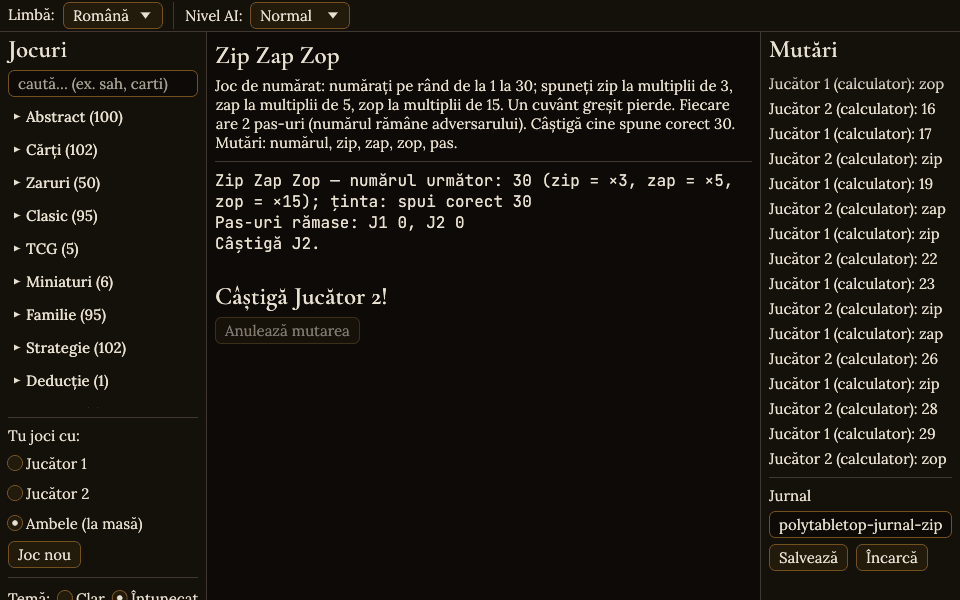 Limbă: Română ▼ Nivel AI: Normal ▼
Jocuri
caută... (ex. sah, carti)
▸ Abstract (100)
▸ Cărți (102)
▸ Zaruri (50)
▸ Clasic (95)
▸ TCG (5)
▸ Miniaturi (6)
▸ Familie (95)
▸ Strategie (102)
▸ Deducție (1)
Tu joci cu:
Jucător 1
Jucător 2
Ambele (la masă)
Joc nou
Temă: Clar Întunecat
Zip Zap Zop
Joc de numărat: numărați pe rând de la 1 la 30; spuneți zip la multiplii de 3,
zap la multiplii de 5, zop la multiplii de 15. Un cuvânt greșit pierde. Fiecare
are 2 pas-uri (numărul rămâne adversarului). Câștigă cine spune corect 30.
Mutări: numărul, zip, zap, zop, pas.
Zip Zap Zop — numărul următor: 30 (zip = ×3, zap = ×5,
zop = ×15); ținta: spui corect 30
Pas-uri rămase: J1 0, J2 0
Câștigă J2.
Câștigă Jucător 2!
Anulează mutarea
Mutări
Jucător 1 (calculator): zop
Jucător 2 (calculator): 16
Jucător 1 (calculator): 17
Jucător 2 (calculator): zip
Jucător 1 (calculator): 19
Jucător 2 (calculator): zap
Jucător 1 (calculator): zip
Jucător 2 (calculator): 22
Jucător 1 (calculator): 23
Jucător 2 (calculator): zip
Jucător 1 (calculator): zap
Jucător 2 (calculator): 26
Jucător 1 (calculator): zip
Jucător 2 (calculator): 28
Jucător 1 (calculator): 29
Jucător 2 (calculator): zop
Jurnal
polytabletop-jurnal-zip
Salvează Încarcă